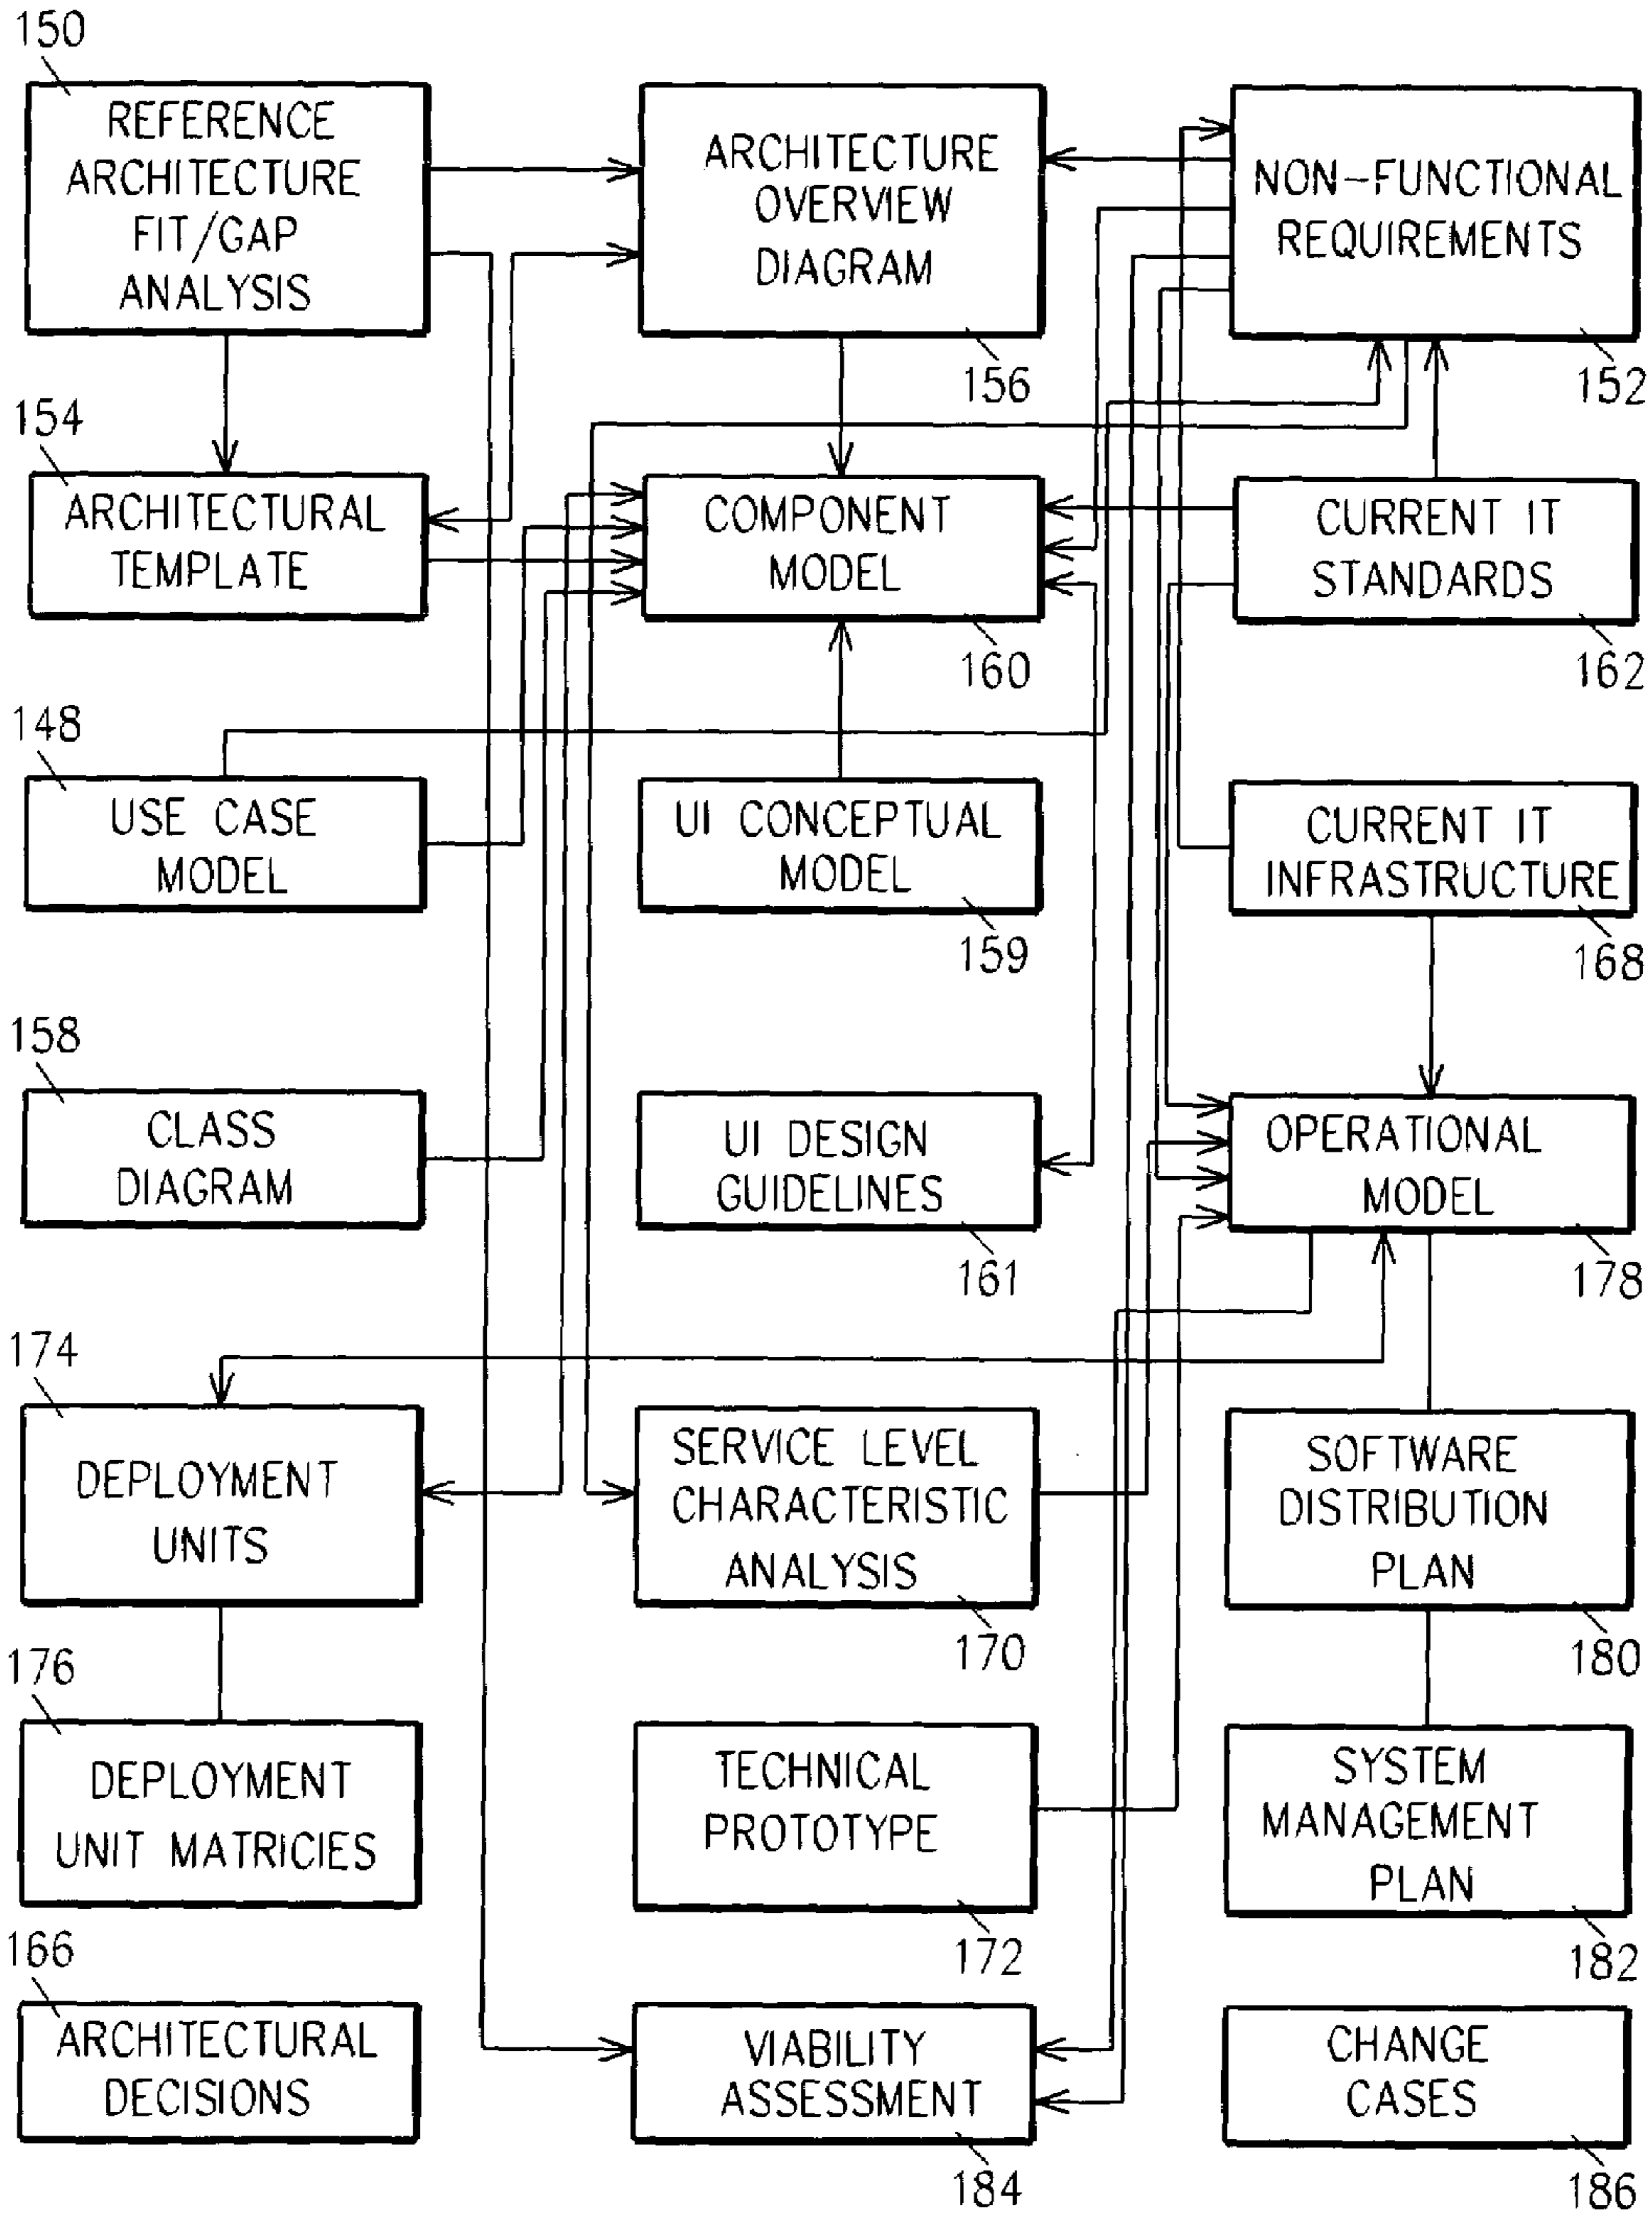 150
REFERENCE
ARCHITECTURE
FIT/GAP
ANALYSIS
ARCHITECTURE
OVERVIEW
DIAGRAM
156
NON-FUNCTIONAL
REQUIREMENTS
152
154
ARCHITECTURAL
TEMPLATE
COMPONENT
MODEL
160
CURRENT IT
STANDARDS
162
148
USE CASE
MODEL
UI CONCEPTUAL
MODEL
159
CURRENT IT
INFRASTRUCTURE
168
158
CLASS
DIAGRAM
UI DESIGN
GUIDELINES
161
OPERATIONAL
MODEL
178
174
DEPLOYMENT
UNITS
SERVICE LEVEL
CHARACTERISTIC
ANALYSIS
170
SOFTWARE
DISTRIBUTION
PLAN
180
176
DEPLOYMENT
UNIT MATRICIES
TECHNICAL
PROTOTYPE
172
SYSTEM
MANAGEMENT
PLAN
182
166
ARCHITECTURAL
DECISIONS
VIABILITY
ASSESSMENT
184
CHANGE
CASES
186